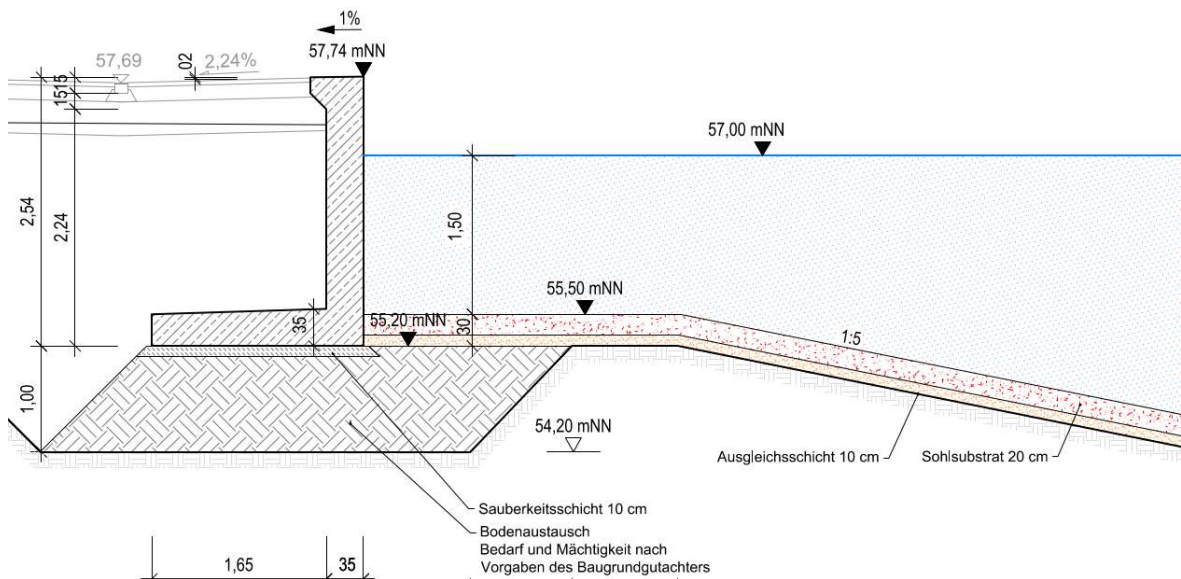 1%
57,74 mNN
57,69
02
2,24%
1515
57,00 mNN
2,54
2,24
1,50
55,50 mNN
35
55,20 mNN
30
1:5
1,00
54,20 mNN
Ausgleichsschicht 10 cm
Sohlsubstrat 20 cm
Sauberkeitsschicht 10 cm
Bodenaustausch
Bedarf und Mächtigkeit nach
Vorgaben des Baugrundgutachters
1,65
35